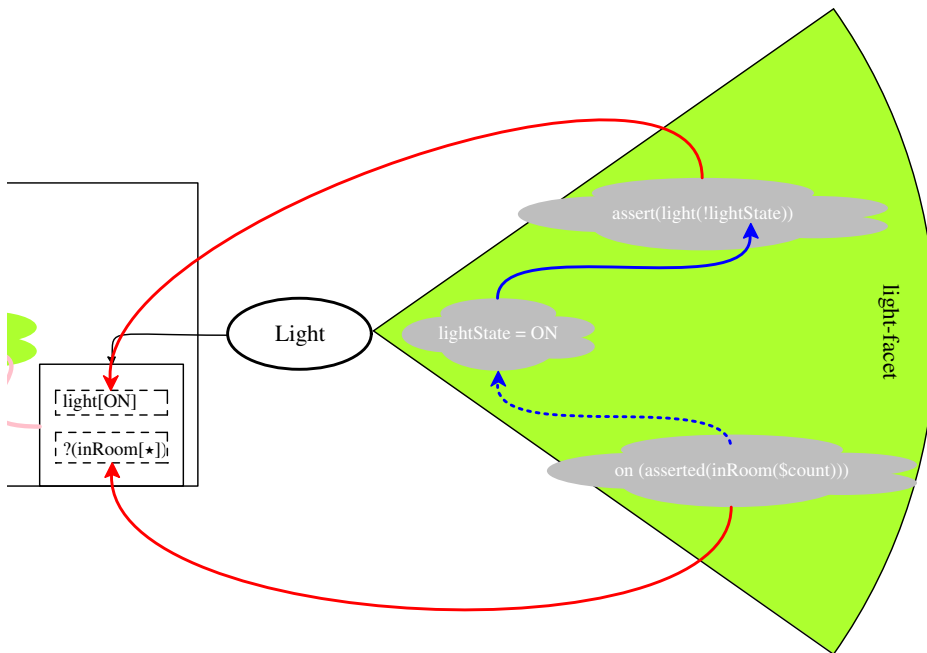 assert(light(!lightState))
light-facet
Light
lightState = ON
light[ON]
?(inRoom[⋆])
on (asserted(inRoom($count)))